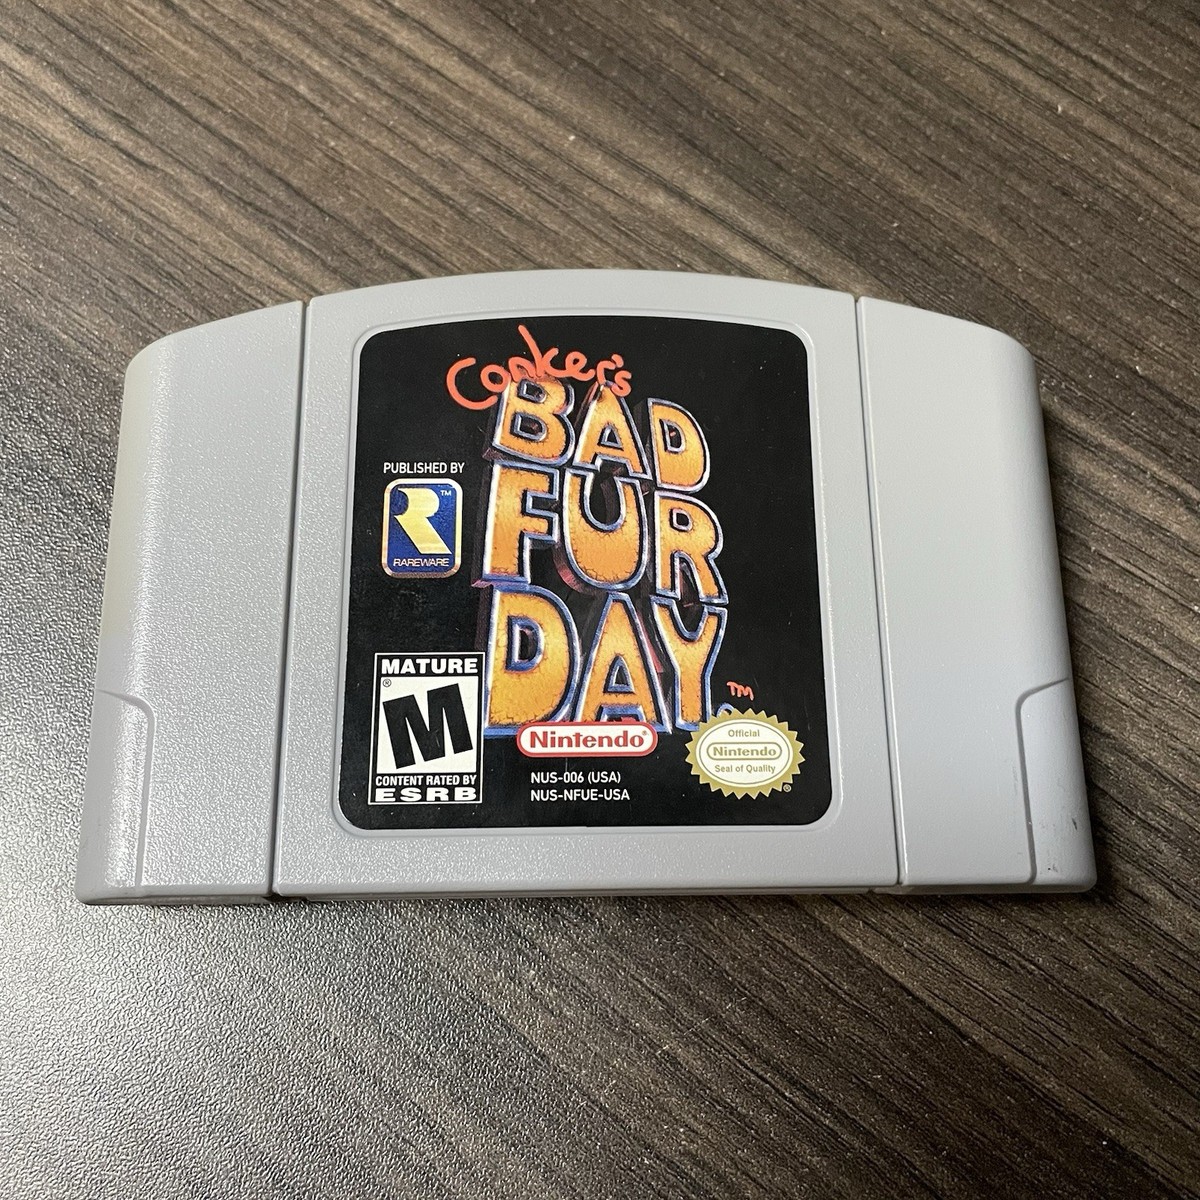 Conker's
BAD
FUR
DAY
TM
PUBLISHED BY
R TM
RAREWARE
MATURE
M ®
CONTENT RATED BY
ESRB
Nintendo®
NUS-006 (USA)
NUS-NFUE-USA
Official
Nintendo
Seal of Quality
®